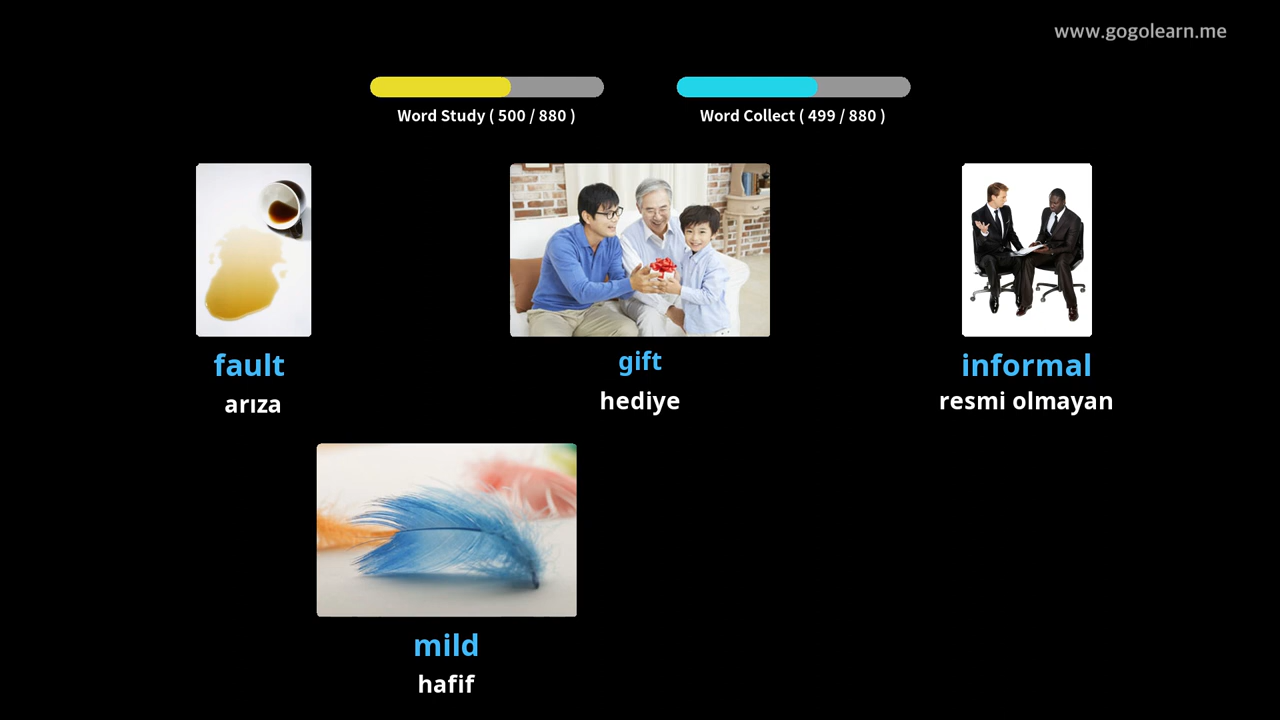 www.gogolearn.me
Word Study ( 500 / 880 )
Word Collect ( 499 / 880 )
fault
arıza
gift
hediye
informal
resmi olmayan
mild
hafif